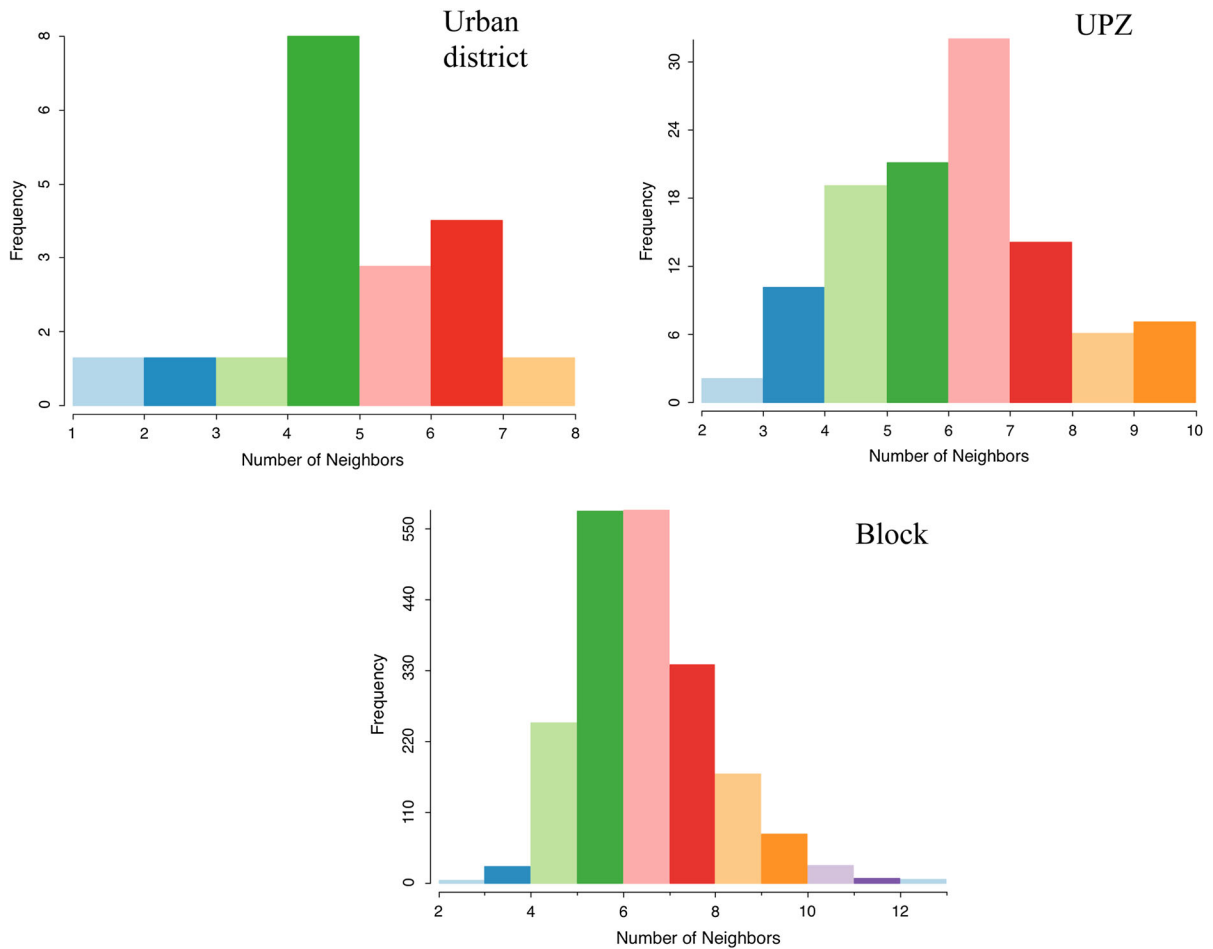 Urban
district
8
6
5
3
2
0
Frequency
1 2 3 4 5 6 7 8
Number of Neighbors
UPZ
30
24
18
12
6
0
Frequency
2 3 4 5 6 7 8 9 10
Number of Neighbors
Block
550
440
330
220
110
0
Frequency
2 4 6 8 10 12
Number of Neighbors